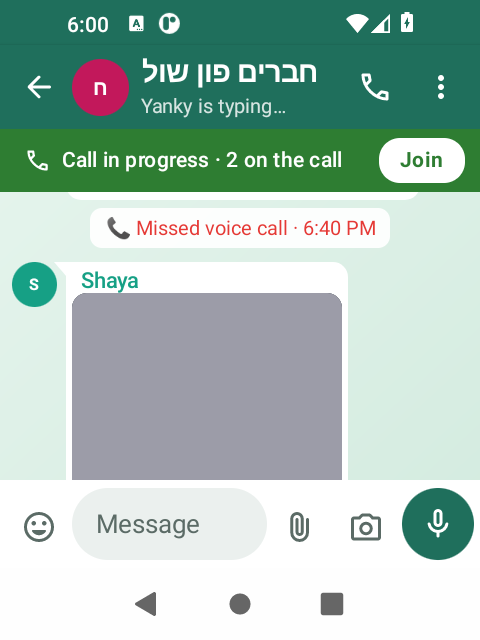 6:00
חברים פון שול
Yanky is typing...
Call in progress · 2 on the call
Join
Missed voice call · 6:40 PM
S
Shaya
Message